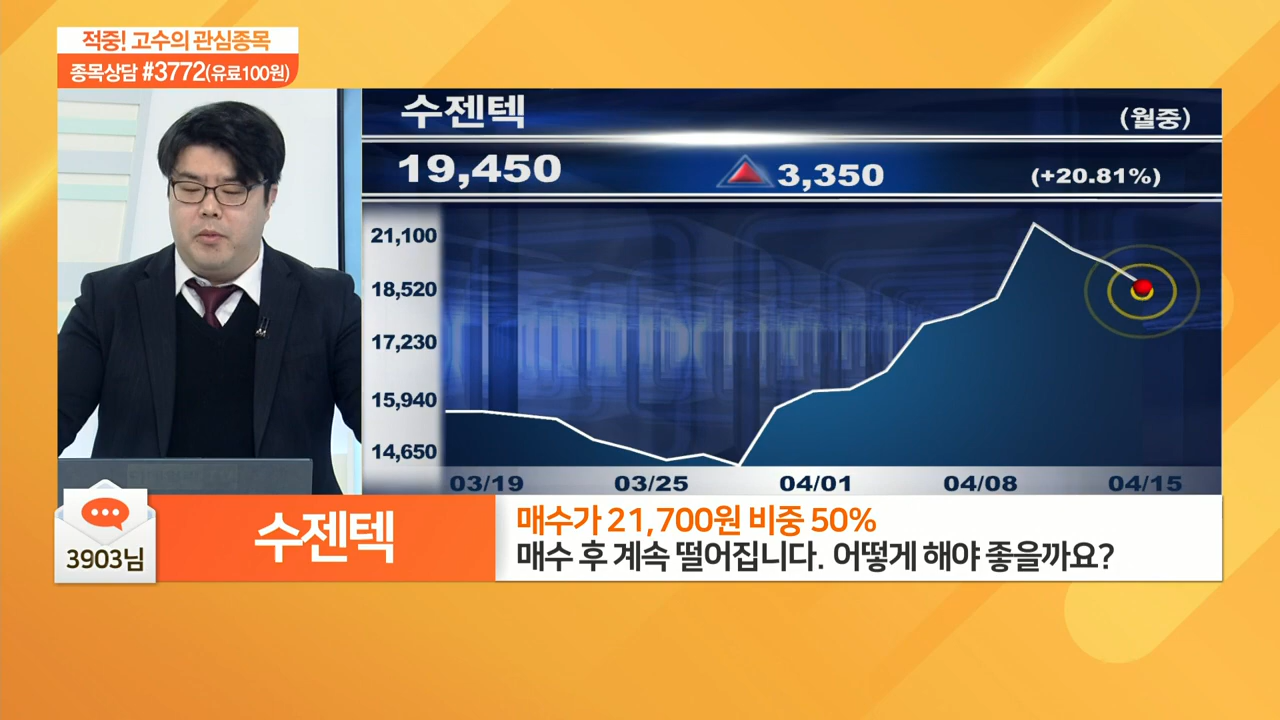 적중! 고수의 관심종목
종목상담 #3772(유료100원)
수젠텍
(월중)
19,450
3,350
(+20.81%)
21,100
18,520
17,230
15,940
14,650
03/19
03/25
04/01
04/08
04/15
3903님
수젠텍
매수가 21,700원 비중 50%
매수 후 계속 떨어집니다. 어떻게 해야 좋을까요?